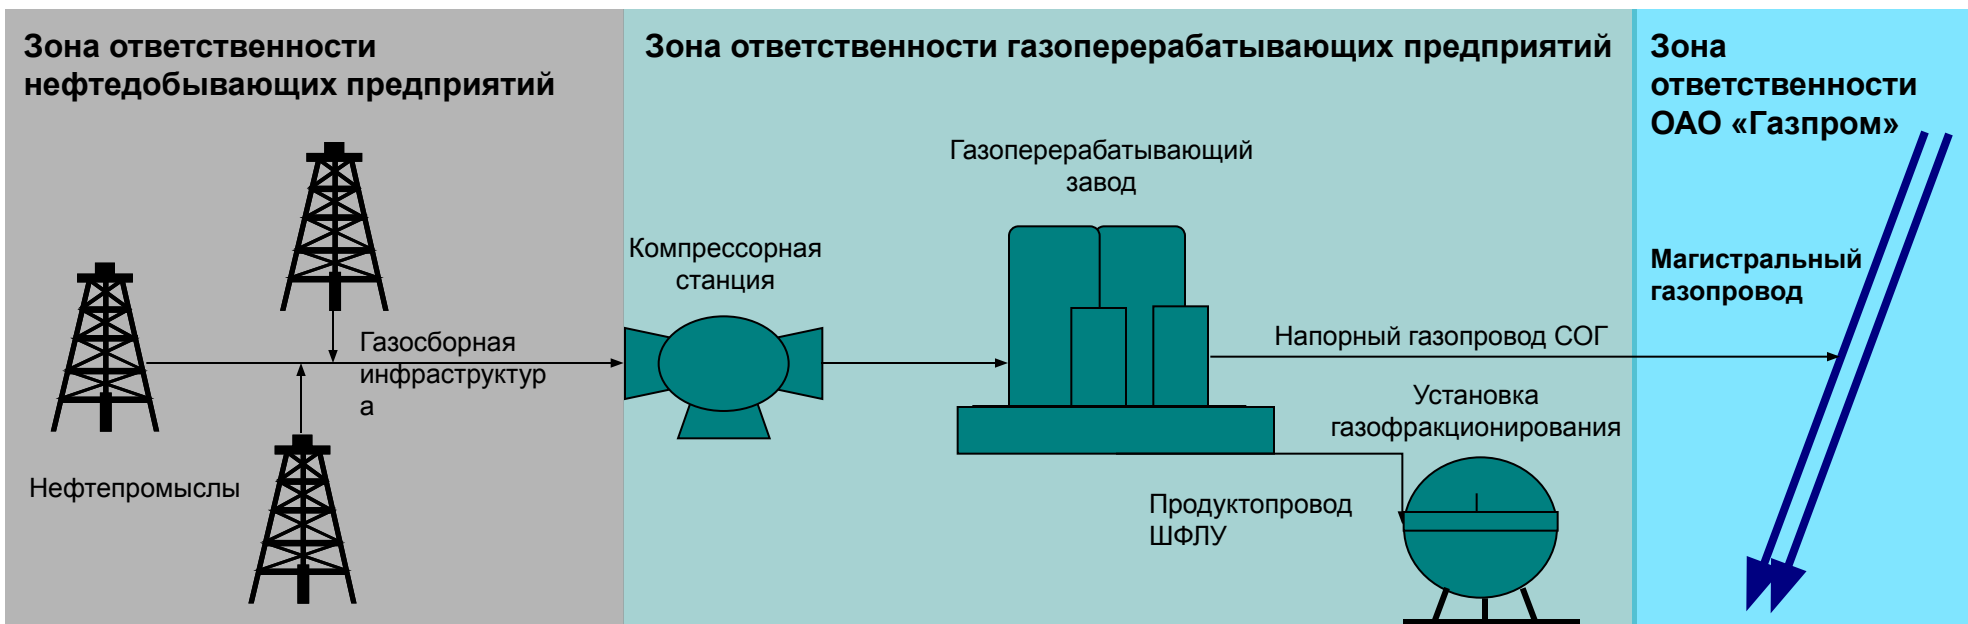 Зона ответственности
нефтедобывающих предприятий
Зона ответственности газоперерабатывающих предприятий
Зона
ответственности
ОАО «Газпром»
Газоперерабатывающий
завод
Компрессорная
станция
Магистральный
газопровод
Газосборная
инфраструктур
а
Напорный газопровод СОГ
Установка
газофракционирования
Нефтепромыслы
Продуктопровод
ШФЛУ